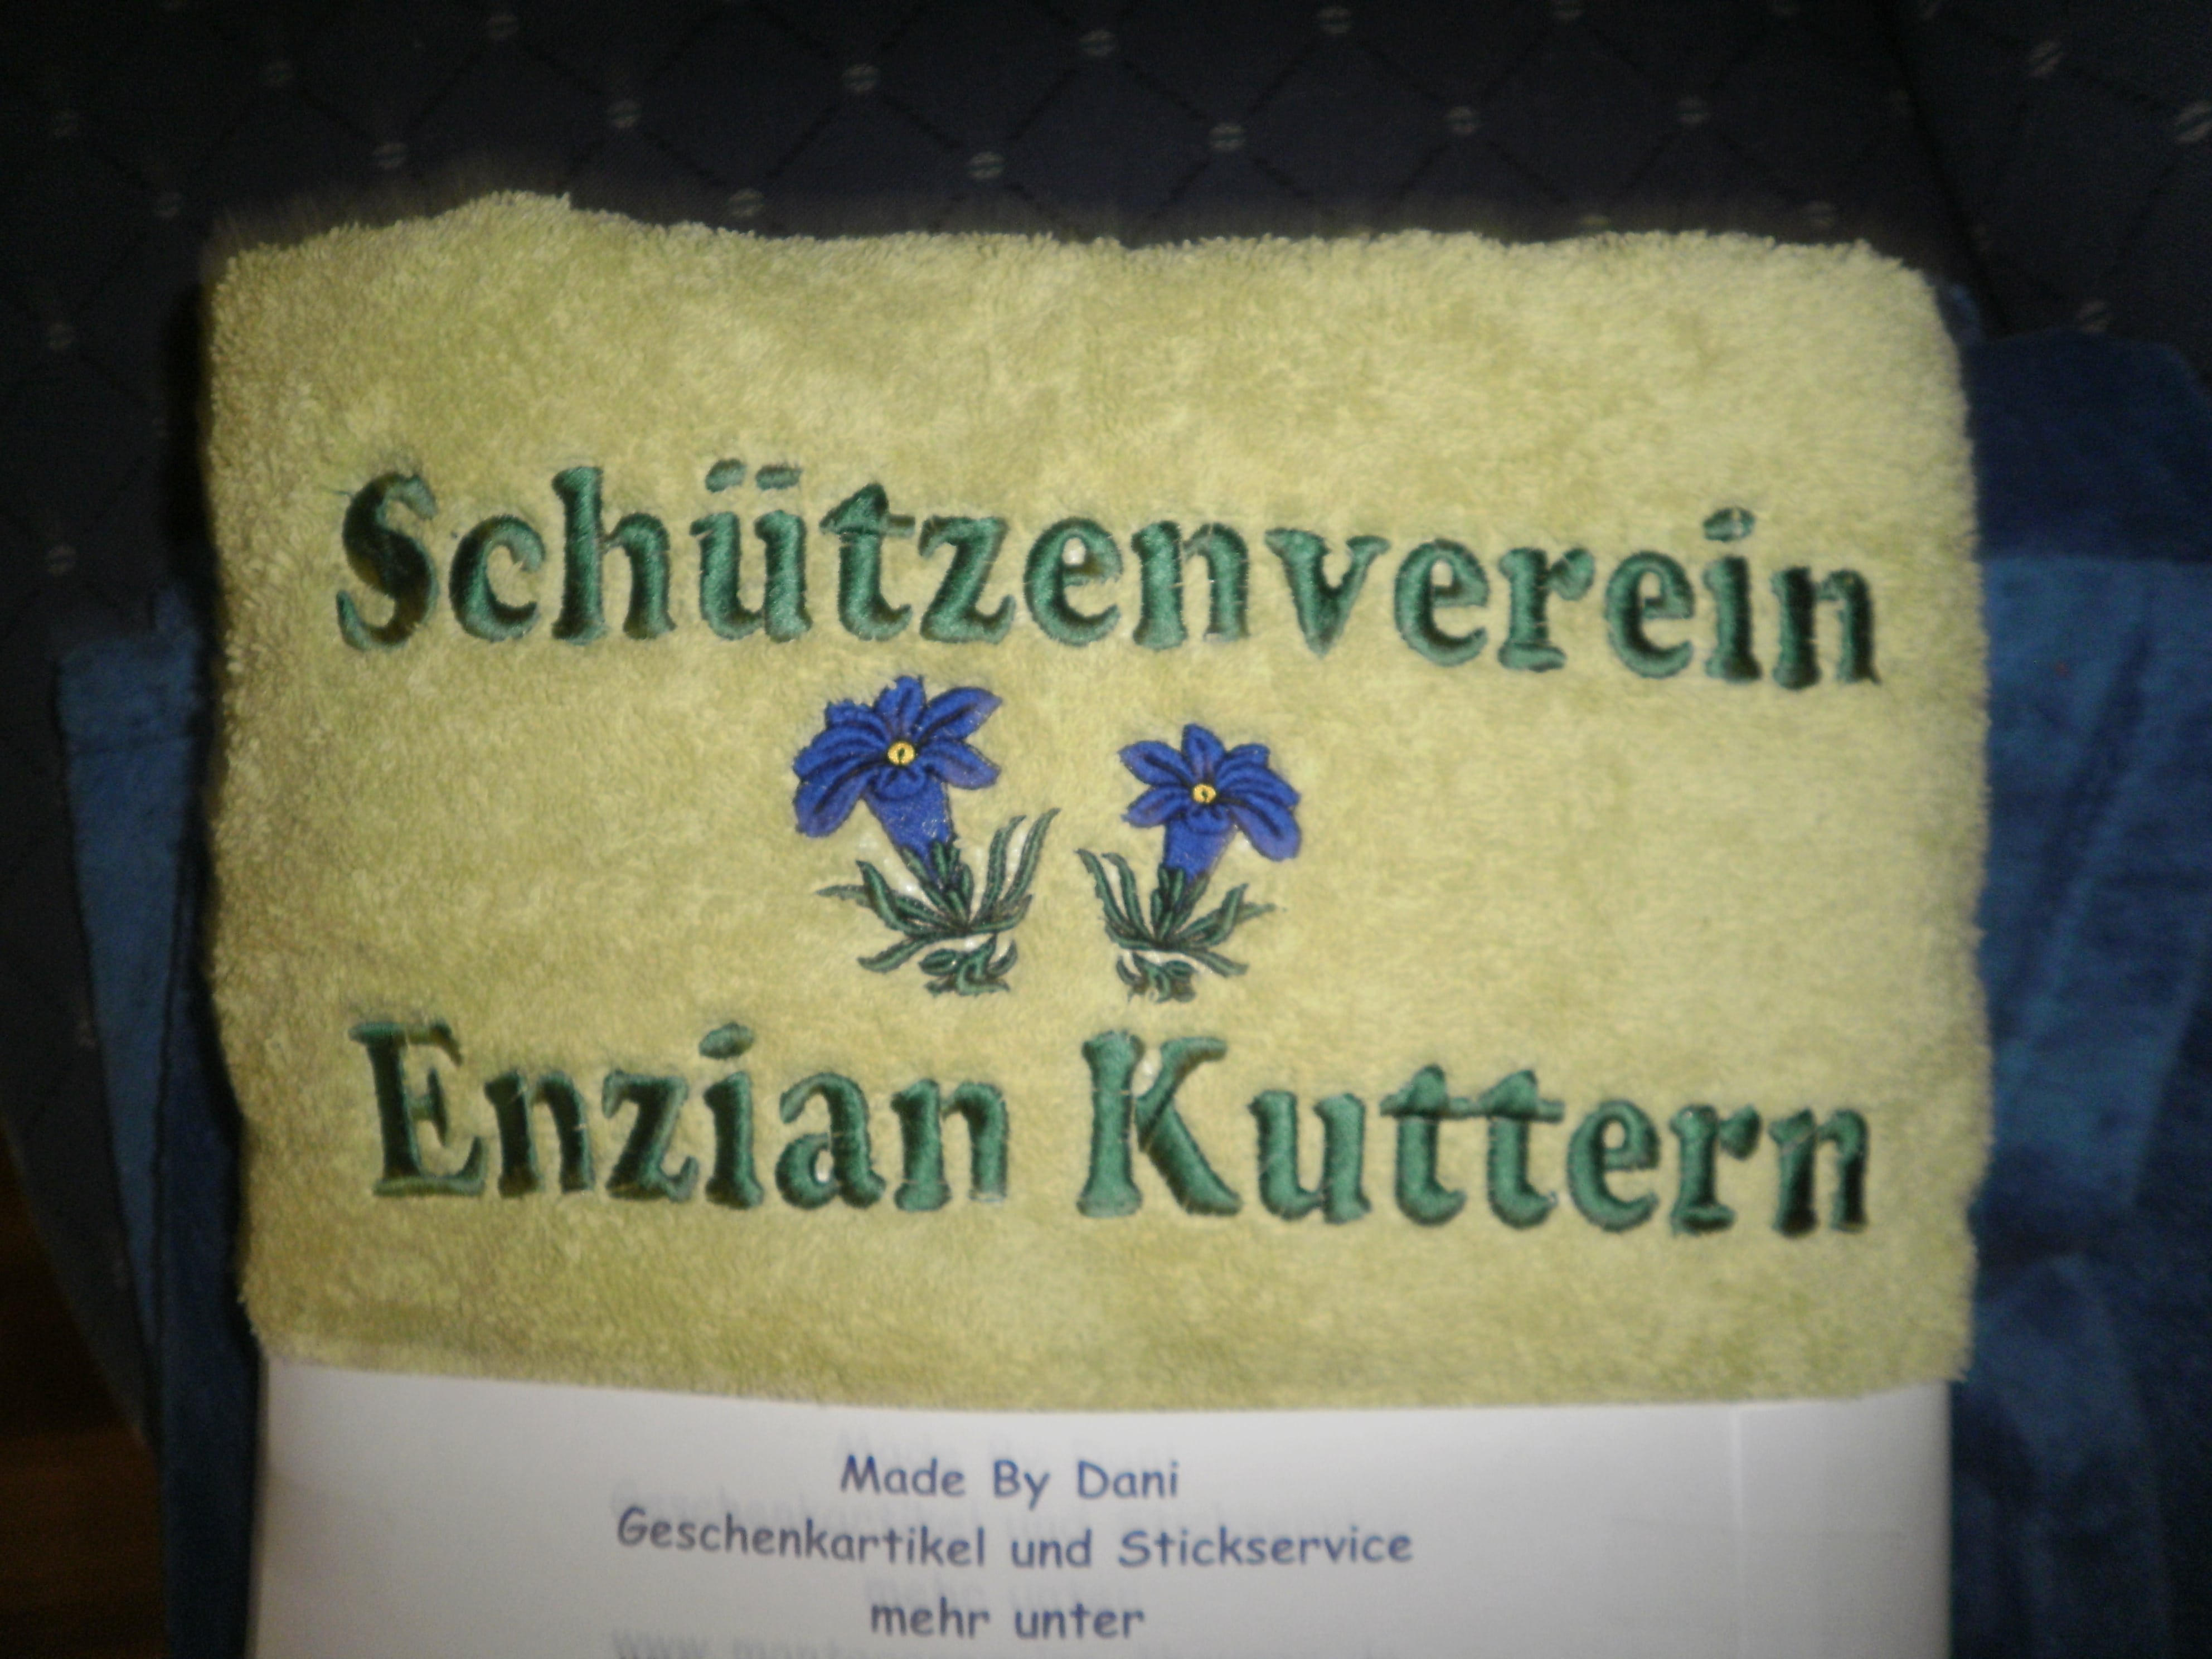 Schützenverein
Enzian Kuttern
Made By Dani
Geschenkartikel und Stickservice
mehr unter